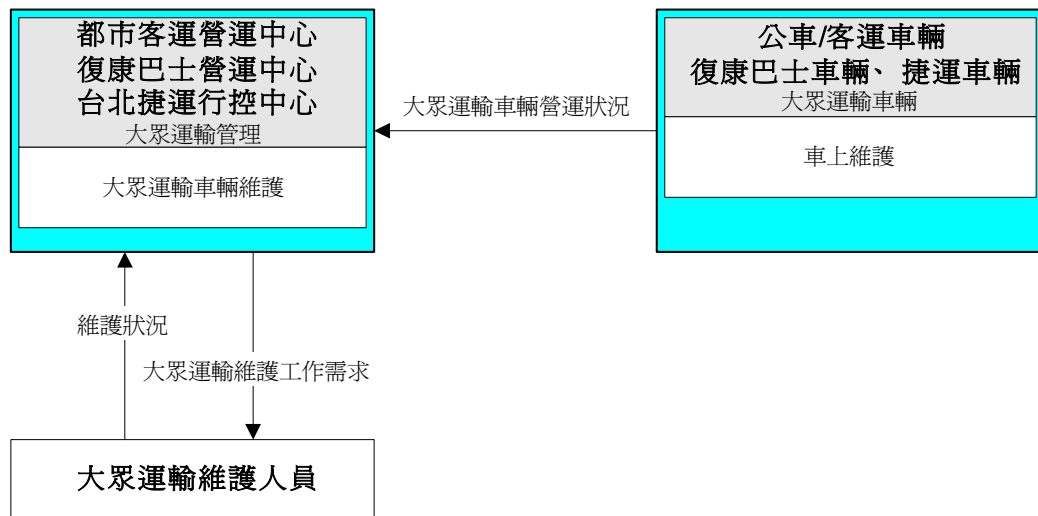 都市客運營運中心
復康巴士營運中心
台北捷運行控中心
大眾運輸管理
大眾運輸車輛維護
公車/客運車輛
復康巴士車輛、捷運車輛
大眾運輸車輛
車上維護
大眾運輸車輛營運狀況
維護狀況
大眾運輸維護工作需求
大眾運輸維護人員